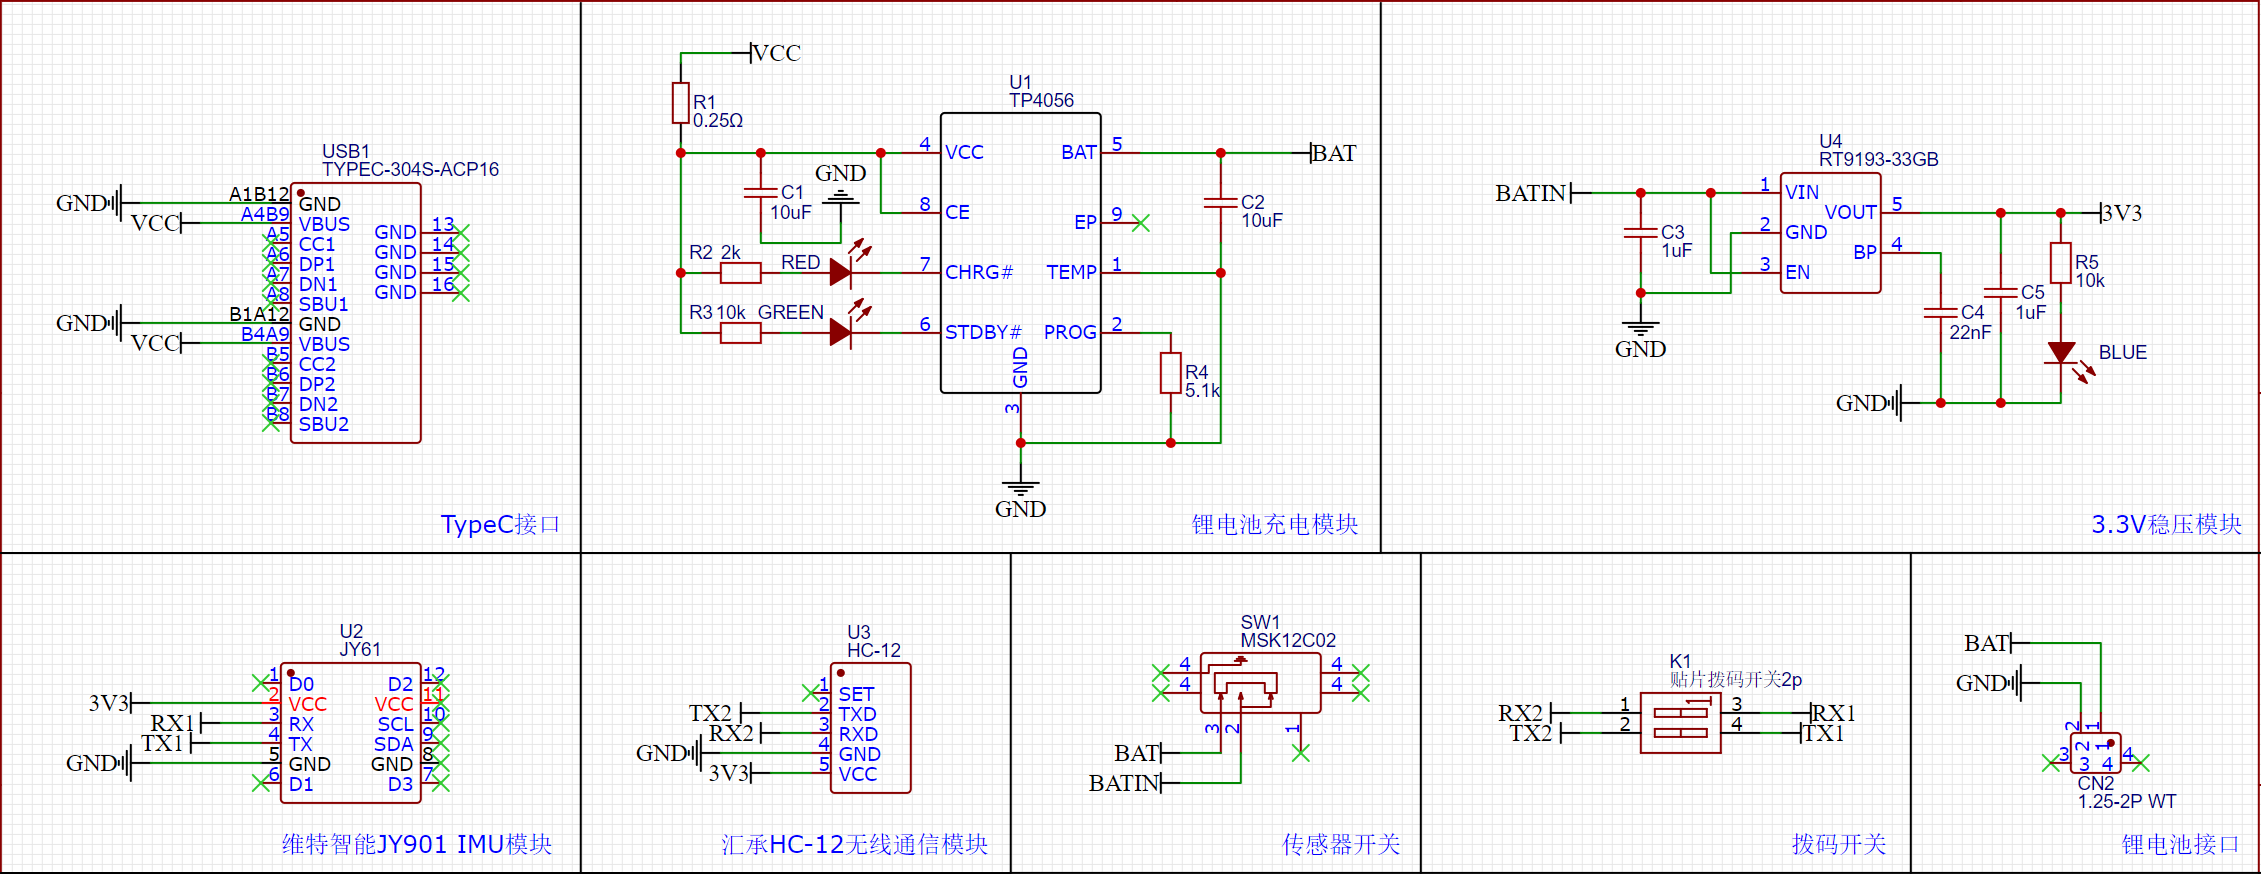 USB1
TYPEC-304S-ACP16
GND
VCC
GND
VCC
A1B12
A4B9
A5
A6
A7
A8
B1A12
B4A9
B5
B6
B7
B8
GND
VBUS
CC1
DP1
DN1
SBU1
GND
VBUS
CC2
DP2
DN2
SBU2
GND 13
GND 14
GND 15
GND 16
TypeC接口
VCC
R1
0.25Ω
C1
10uF
GND
R2 2k
RED
R3 10k
GREEN
U1
TP4056
4 VCC
8 CE
7 CHRG#
6 STDBY#
BAT 5
EP 9
TEMP 1
PROG 2
GND
3
BAT
C2
10uF
R4
5.1k
GND
锂电池充电模块
U4
RT9193-33GB
BATIN
1 VIN
2 GND
3 EN
VOUT 5
BP 4
C3
1uF
GND
3V3
C4
22nF
C5
1uF
R5
10k
BLUE
GND
3.3V稳压模块
U2
JY61
3V3
RX1
TX1
GND
1 D0
2 VCC
3 RX
4 TX
5 GND
6 D1
D2 12
VCC 11
SCL 10
SDA 9
GND 8
D3 7
维特智能JY901 IMU模块
U3
HC-12
TX2
RX2
GND
3V3
1 SET
2 TXD
3 RXD
4 GND
5 VCC
汇承HC-12无线通信模块
SW1
MSK12C02
4
4
4
4
3
2
1
BAT
BATIN
传感器开关
K1
贴片拨码开关2p
RX2
TX2
1
2
3
4
RX1
TX1
拨码开关
BAT
GND
2
1
2
1
3
3
4
4
CN2
1.25-2P WT
锂电池接口